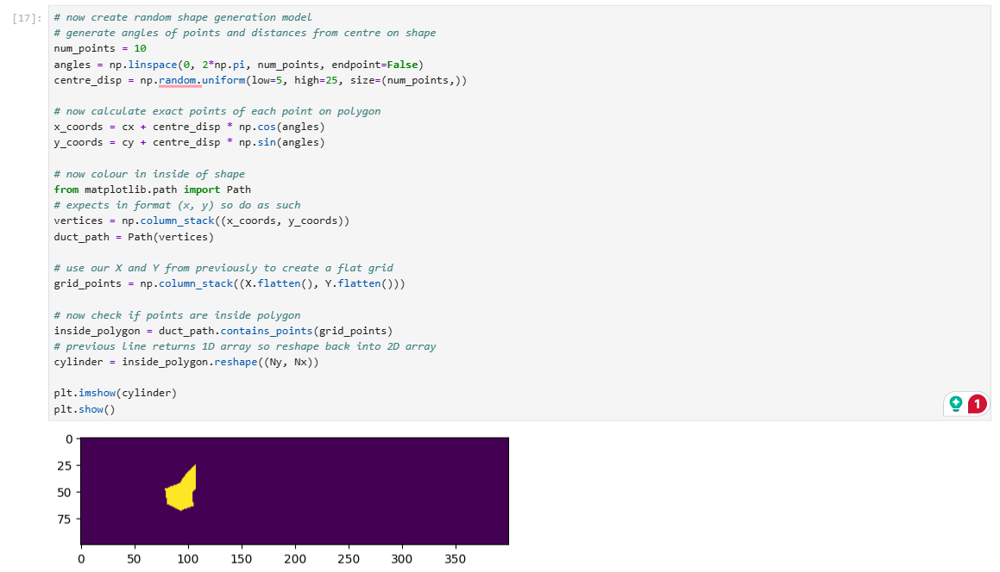 [17]:
# now create random shape generation model
# generate angles of points and distances from centre on shape
num_points = 10
angles = np.linspace(0, 2*np.pi, num_points, endpoint=False)
centre_disp = np.random.uniform(low=5, high=25, size=(num_points,))
# now calculate exact points of each point on polygon
x_coords = cx + centre_disp * np.cos(angles)
y_coords = cy + centre_disp * np.sin(angles)
# now colour in inside of shape
from matplotlib.path import Path
# expects in format (x, y) so do as such
vertices = np.column_stack((x_coords, y_coords))
duct_path = Path(vertices)
# use our X and Y from previously to create a flat grid
grid_points = np.column_stack((X.flatten(), Y.flatten()))
# now check if points are inside polygon
inside_polygon = duct_path.contains_points(grid_points)
# previous line returns 1D array so reshape back into 2D array
cylinder = inside_polygon.reshape((Ny, Nx))
plt.imshow(cylinder)
plt.show()
1
0
25
50
75
0 50 100 150 200 250 300 350